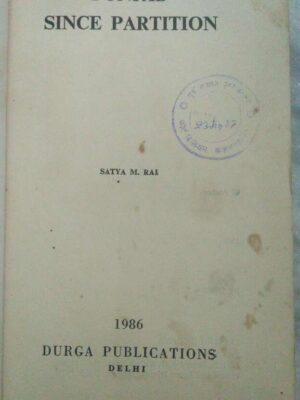 SINCE PARTITION
SATYA M. RAI
1986
DURGA PUBLICATIONS
DELHI